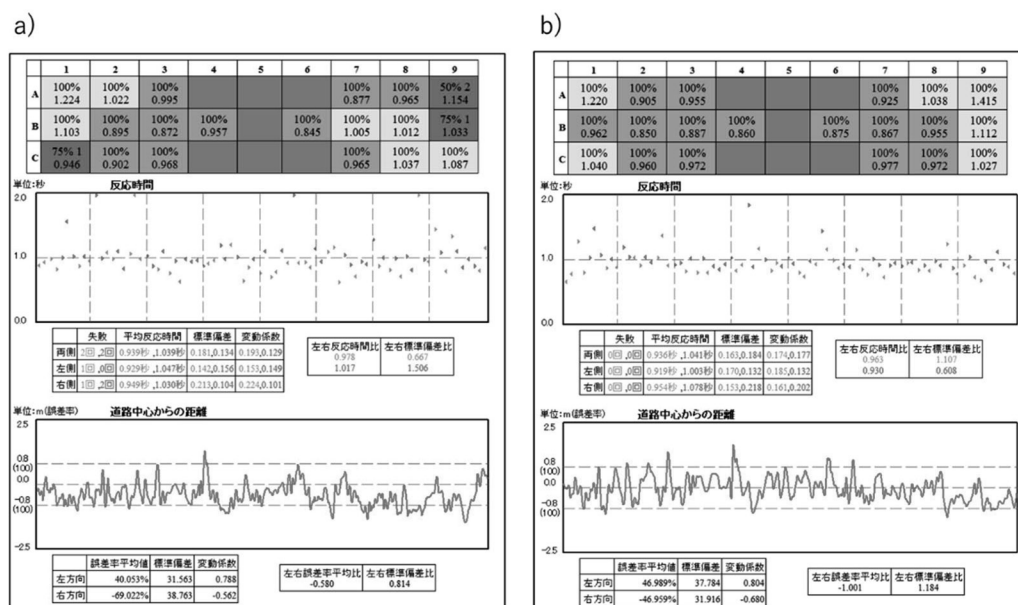 a)
1 2 3 4 5 6 7 8 9
A 100% 100% 100% 100% 100% 50% 2
1.224 1.022 0.995 0.877 0.965 1.154
B 100% 100% 100% 100% 100% 100% 100% 75% 1
1.103 0.895 0.872 0.957 0.845 1.005 1.012 1.033
C 75% 1 100% 100% 100% 100% 100%
0.946 0.902 0.968 0.965 1.037 1.087
単位:秒 反応時間
2.0
1.0
0.0
失敗 平均反応時間 標準偏差 変動係数
両側 2回 ,2回 0.939秒 ,1.039秒 0.181,0.134 0.193,0.129
左側 1回 ,0回 0.929秒 ,1.047秒 0.142,0.156 0.153,0.149
右側 1回 ,2回 0.949秒 ,1.030秒 0.213,0.104 0.224,0.101
左右反応時間比 左右標準偏差比
0.978 0.667
1.017 1.506
単位:m(誤差率) 道路中心からの距離
2.5
0.8
(100)
0.0
-0.8
(100)
-2.5
誤差率平均値 標準偏差 変動係数
左方向 40.053% 31.563 0.788
右方向 -69.022% 38.763 -0.562
左右誤差率平均比 左右標準偏差比
-0.580 0.814
b)
1 2 3 4 5 6 7 8 9
A 100% 100% 100% 100% 100% 100%
1.220 0.905 0.955 0.925 1.038 1.415
B 100% 100% 100% 100% 100% 100% 100% 100%
0.962 0.850 0.887 0.860 0.875 0.867 0.955 1.112
C 100% 100% 100% 100% 100% 100%
1.040 0.960 0.972 0.977 0.972 1.027
単位:秒 反応時間
2.0
1.0
0.0
失敗 平均反応時間 標準偏差 変動係数
両側 0回 ,0回 0.936秒 ,1.041秒 0.163,0.184 0.174,0.177
左側 0回 ,0回 0.919秒 ,1.003秒 0.170,0.132 0.185,0.132
右側 0回 ,0回 0.954秒 ,1.078秒 0.153,0.218 0.161,0.202
左右反応時間比 左右標準偏差比
0.963 1.107
0.930 0.608
単位:m(誤差率) 道路中心からの距離
2.5
0.8
(100)
0.0
-0.8
(100)
-2.5
誤差率平均値 標準偏差 変動係数
左方向 46.989% 37.784 0.804
右方向 -46.959% 31.916 -0.680
左右誤差率平均比 左右標準偏差比
-1.001 1.184